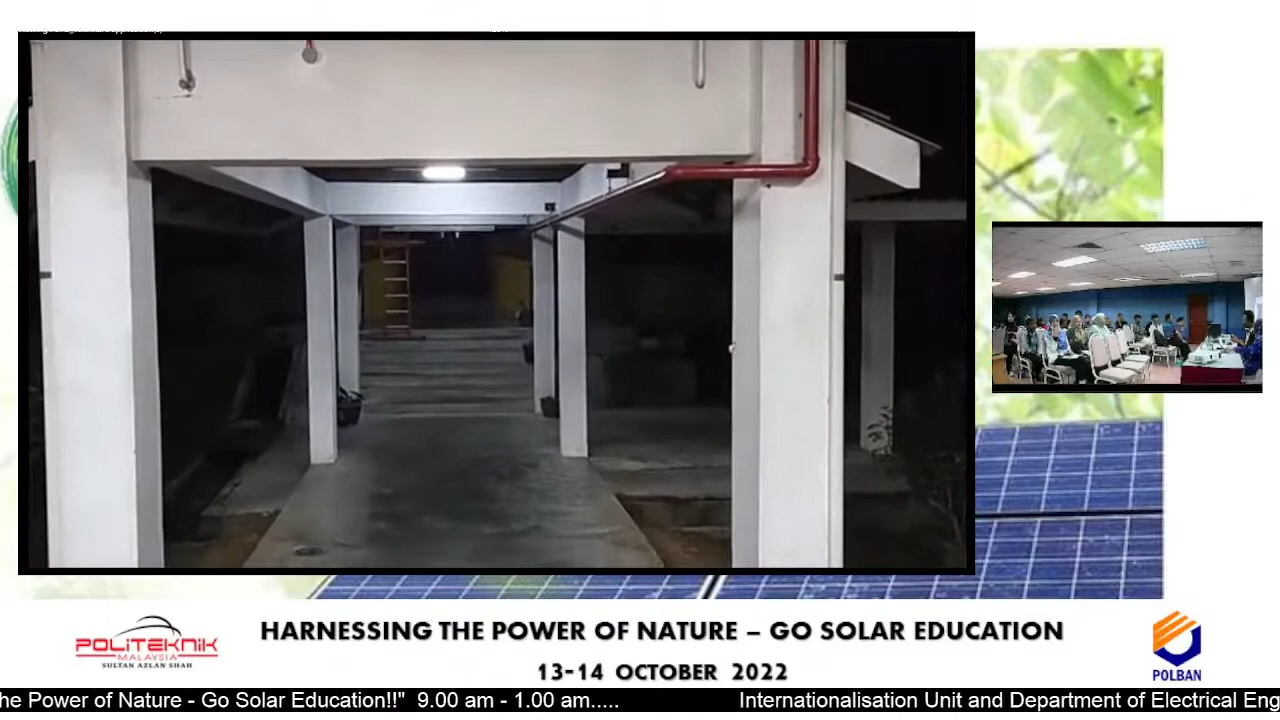 HARNESSING THE POWER OF NATURE – GO SOLAR EDUCATION
13-14 OCTOBER 2022
POLITEKNIK
MALAYSIA
SULTAN AZLAN SHAH
POLBAN
he Power of Nature - Go Solar Education!!" 9.00 am - 1.00 am..... Internationalisation Unit and Department of Electrical Eng